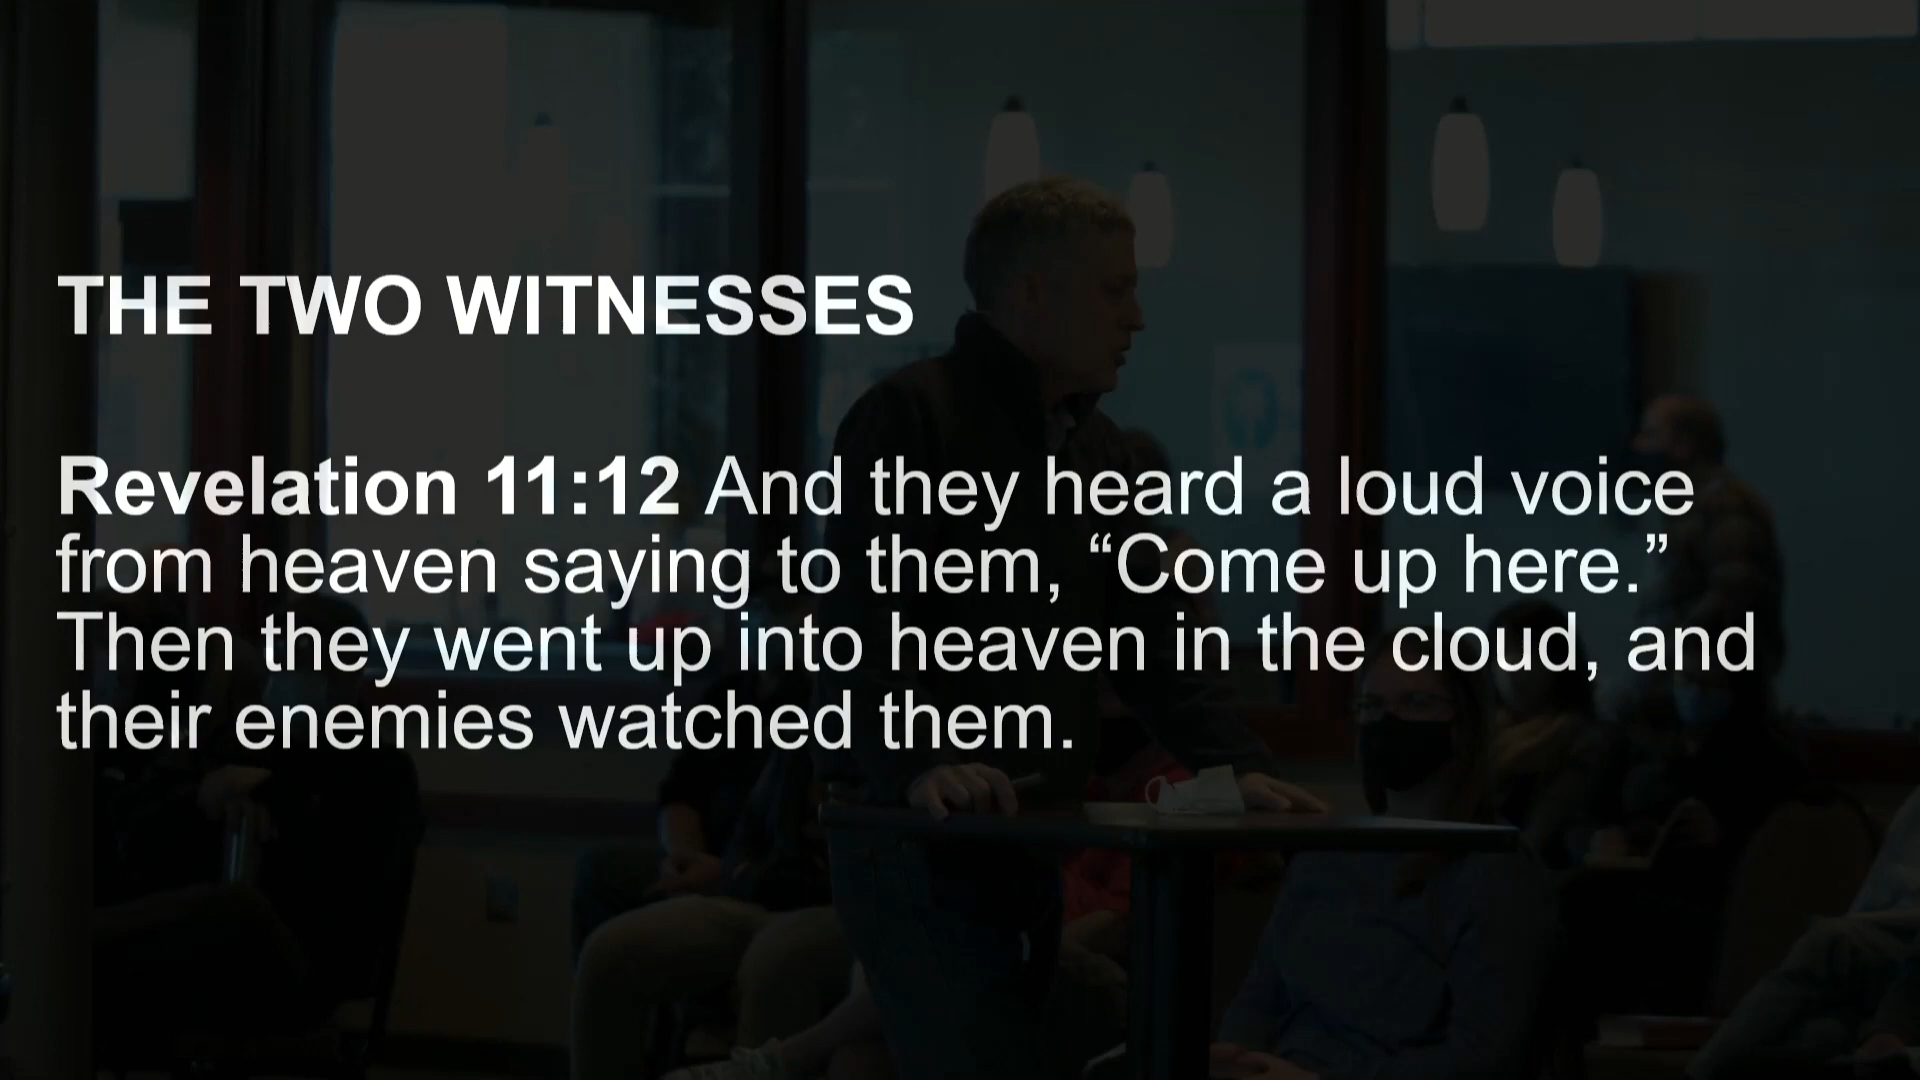 THE TWO WITNESSES
Revelation 11:12 And they heard a loud voice
from heaven saying to them, “Come up here.”
Then they went up into heaven in the cloud, and
their enemies watched them.